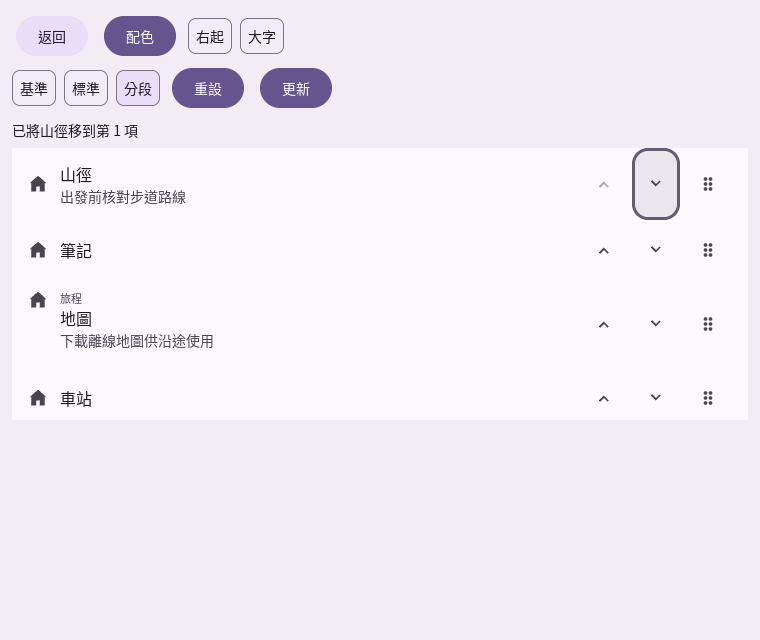 返回
配色
右起
大字
基準
標準
分段
重設
更新
已將山徑移到第 1 項
山徑
出發前核對步道路線
筆記
旅程
地圖
下載離線地圖供沿途使用
車站